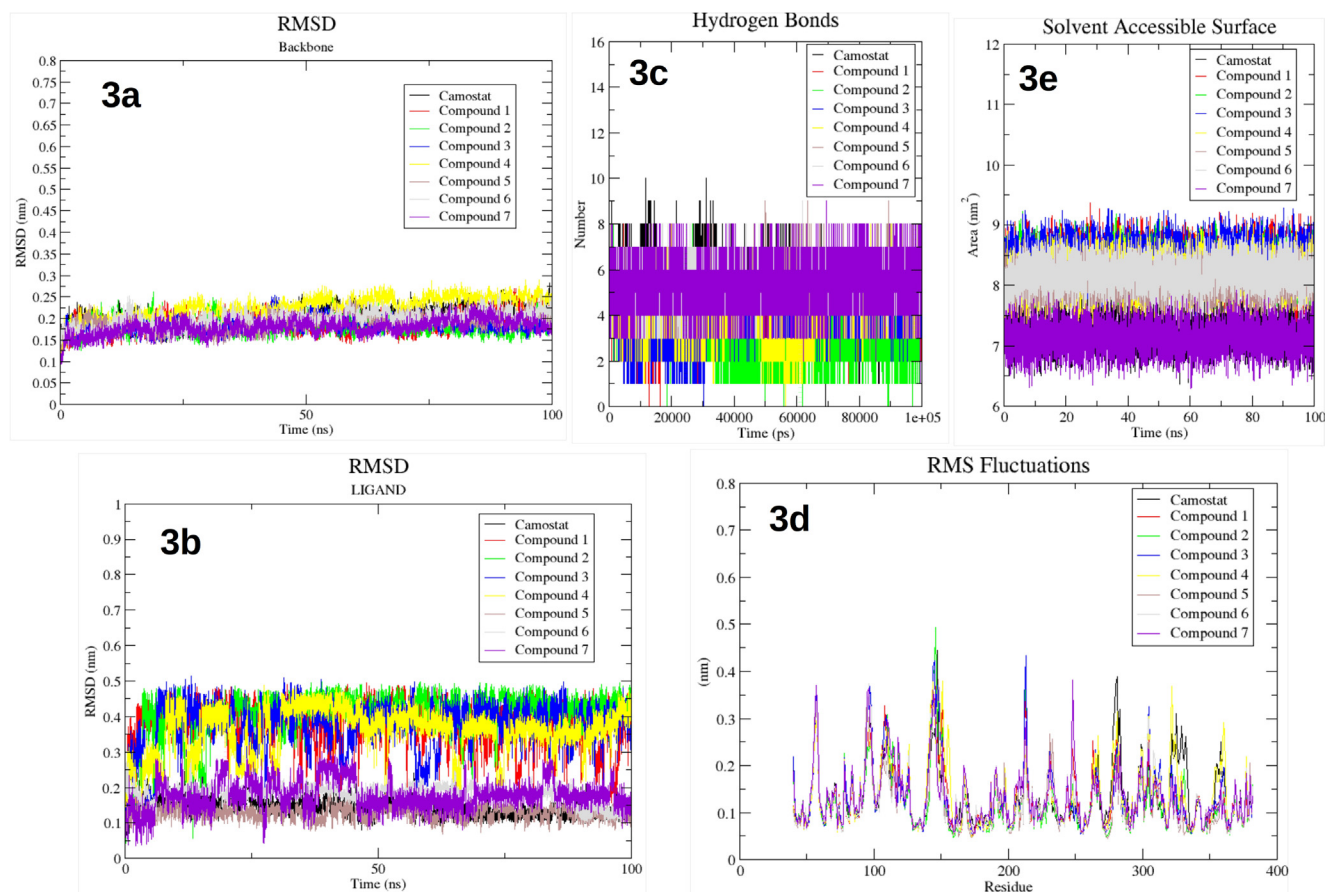 RMSD
Backbone
3a
0.8
0.75
0.7
0.65
0.6
0.55
0.5
0.45
0.4
0.35
0.3
0.25
0.2
0.15
0.1
0.05
0
RMSD (nm)
0 50 100
Time (ns)
Camostat
Compound 1
Compound 2
Compound 3
Compound 4
Compound 5
Compound 6
Compound 7
Hydrogen Bonds
3c
16
14
12
10
8
6
4
2
0
Number
0 20000 40000 60000 80000 1e+05
Time (ps)
Camostat
Compound 1
Compound 2
Compound 3
Compound 4
Compound 5
Compound 6
Compound 7
Solvent Accessible Surface
3e
12
11
10
9
8
7
6
Area (nm²)
0 20 40 60 80 100
Time (ns)
Camostat
Compound 1
Compound 2
Compound 3
Compound 4
Compound 5
Compound 6
Compound 7
RMSD
LIGAND
3b
1
0.9
0.8
0.7
0.6
0.5
0.4
0.3
0.2
0.1
0
RMSD (nm)
0 50 100
Time (ns)
Camostat
Compound 1
Compound 2
Compound 3
Compound 4
Compound 5
Compound 6
Compound 7
RMS Fluctuations
3d
0.8
0.7
0.6
0.5
0.4
0.3
0.2
0.1
0
(nm)
0 100 200 300 400
Residue
Camostat
Compound 1
Compound 2
Compound 3
Compound 4
Compound 5
Compound 6
Compound 7